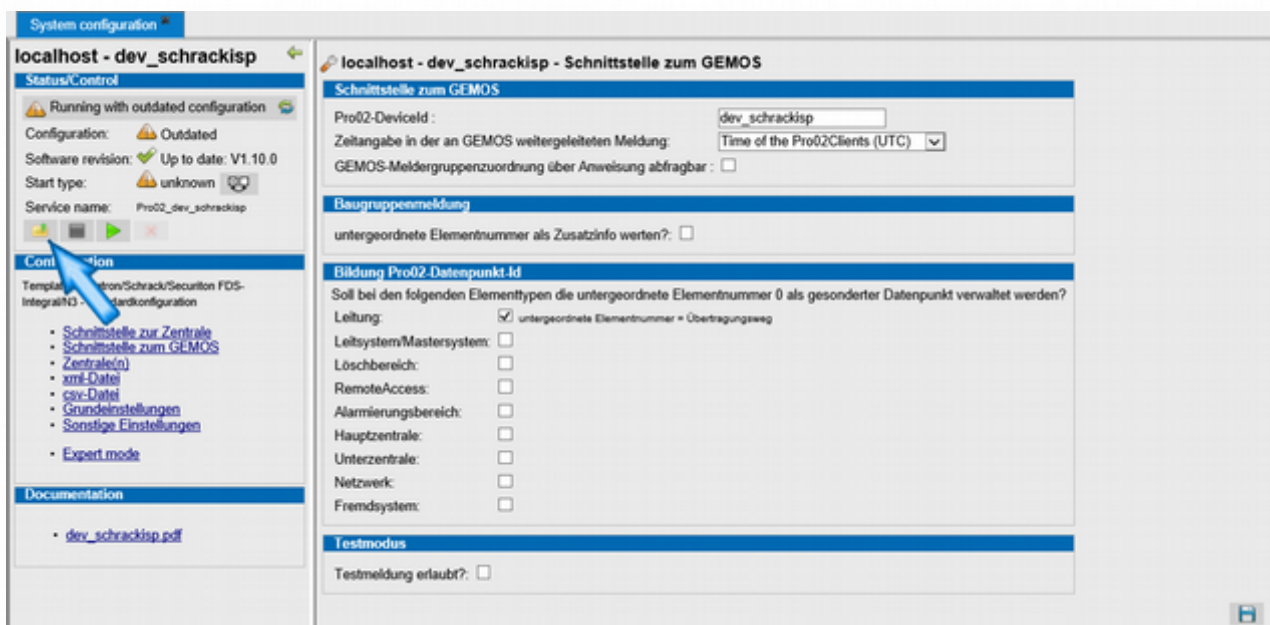 System configuration
localhost - dev_schrackisp
Status/Control
Running with outdated configuration
Configuration: Outdated
Software revision: Up to date: V1.10.0
Start type: unknown
Service name: Pro02_dev_schrackisp
Templa tron/Schrack/Securiton FDS-
Integral/N3 - dardkonfiguration
Schnittstelle zur Zentrale
Schnittstelle zum GEMOS
Zentrale(n)
xml-Datei
csv-Datei
Grundeinstellungen
Sonstige Einstellungen
Expert mode
Documentation
dev_schrackisp.pdf
localhost - dev_schrackisp - Schnittstelle zum GEMOS
Schnittstelle zum GEMOS
Pro02-DeviceId : dev_schrackisp
Zeitangabe in der an GEMOS weitergeleiteten Meldung: Time of the Pro02Clients (UTC)
GEMOS-Meldergruppenzuordnung über Anweisung abfragbar :
Baugruppenmeldung
untergeordnete Elementnummer als Zusatzinfo werten?:
Bildung Pro02-Datenpunkt-Id
Soll bei den folgenden Elementtypen die untergeordnete Elementnummer 0 als gesonderter Datenpunkt verwaltet werden?
Leitung: untergeordnete Elementnummer = Übertragungsweg
Leitsystem/Mastersystem:
Löschbereich:
RemoteAccess:
Alarmierungsbereich:
Hauptzentrale:
Unterzentrale:
Netzwerk:
Fremdsystem:
Testmodus
Testmeldung erlaubt?: